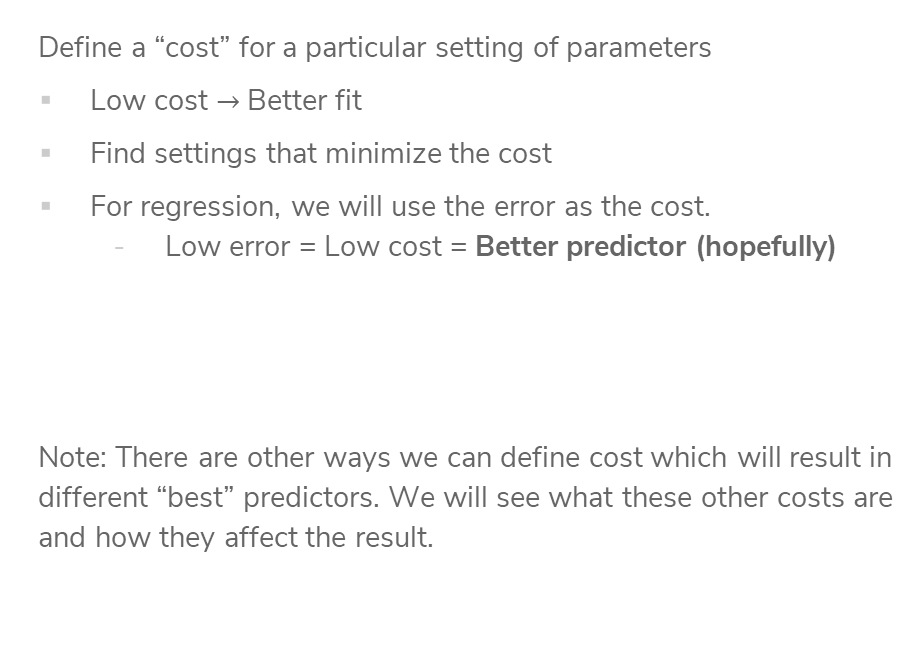 Define a “cost” for a particular setting of parameters
▪ Low cost → Better fit
▪ Find settings that minimize the cost
▪ For regression, we will use the error as the cost.
- Low error = Low cost = Better predictor (hopefully)
Note: There are other ways we can define cost which will result in
different “best” predictors. We will see what these other costs are
and how they affect the result.